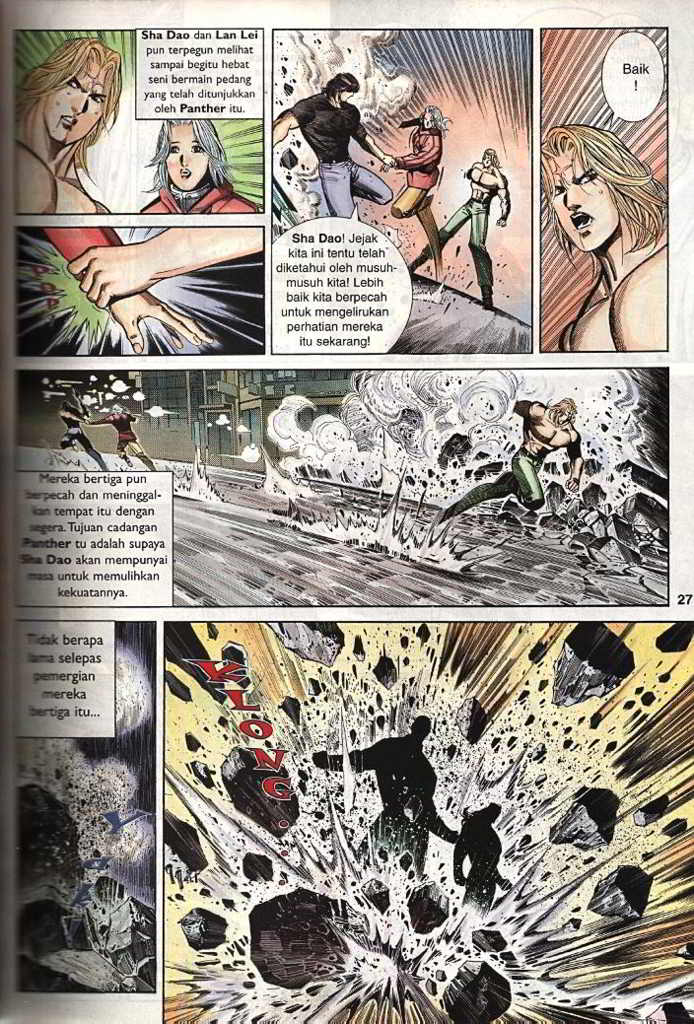 Sha Dao dan Lan Lei
pun terpegun melihat
sampai begitu hebat
seni bermain pedang
yang telah ditunjukkan
oleh Panther itu.
Baik
!
POP
Sha Dao! Jejak
kita ini tentu telah
diketahui oleh musuh-
musuh kita! Lebih
baik kita berpecah
untuk mengelirukan
perhatian mereka
itu sekarang!
Mereka bertiga pun
berpecah dan meninggal-
kan tempat itu dengan
segera. Tujuan cadangan
Panther tu adalah supaya
Sha Dao akan mempunyai
masa untuk memulihkan
kekuatannya.
27
Tidak berapa
lama selepas
pemergian
mereka
bertiga itu...
KLONG..